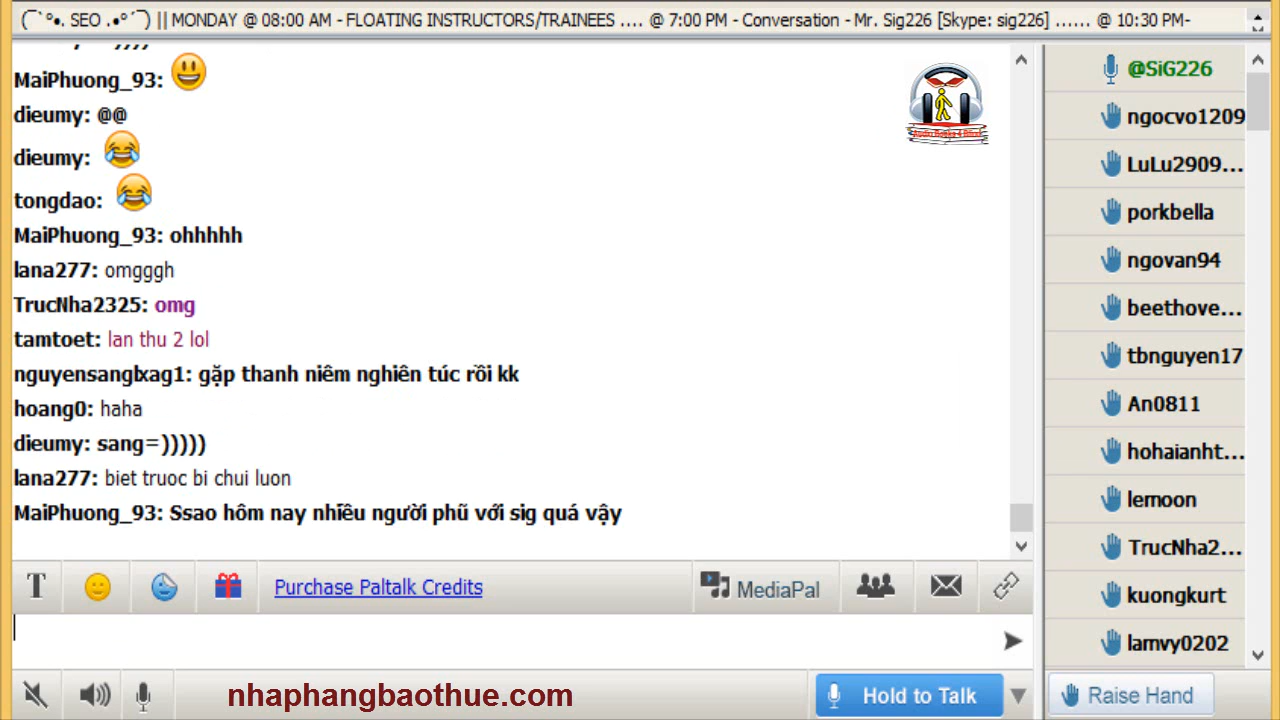 (¯`°•. SEO .•°´¯) || MONDAY @ 08:00 AM - FLOATING INSTRUCTORS/TRAINEES .... @ 7:00 PM - Conversation - Mr. Sig226 [Skype: sig226] ...... @ 10:30 PM-
MaiPhuong_93:
dieumy: @@
dieumy:
tongdao:
MaiPhuong_93: ohhhhh
lana277: omgggh
TrucNha2325: omg
tamtoet: lan thu 2 lol
nguyensanglxag1: gặp thanh niêm nghiên túc rồi kk
hoang0: haha
dieumy: sang=)))))
lana277: biet truoc bi chui luon
MaiPhuong_93: Ssao hôm nay nhiều người phũ với sig quá vậy
T
Purchase Paltalk Credits
MediaPal
nhaphangbaothue.com
Hold to Talk
@SiG226
ngocvo1209
LuLu2909...
porkbella
ngovan94
beethove...
tbnguyen17
An0811
hohaianht...
lemoon
TrucNha2...
kuongkurt
lamvy0202
Raise Hand